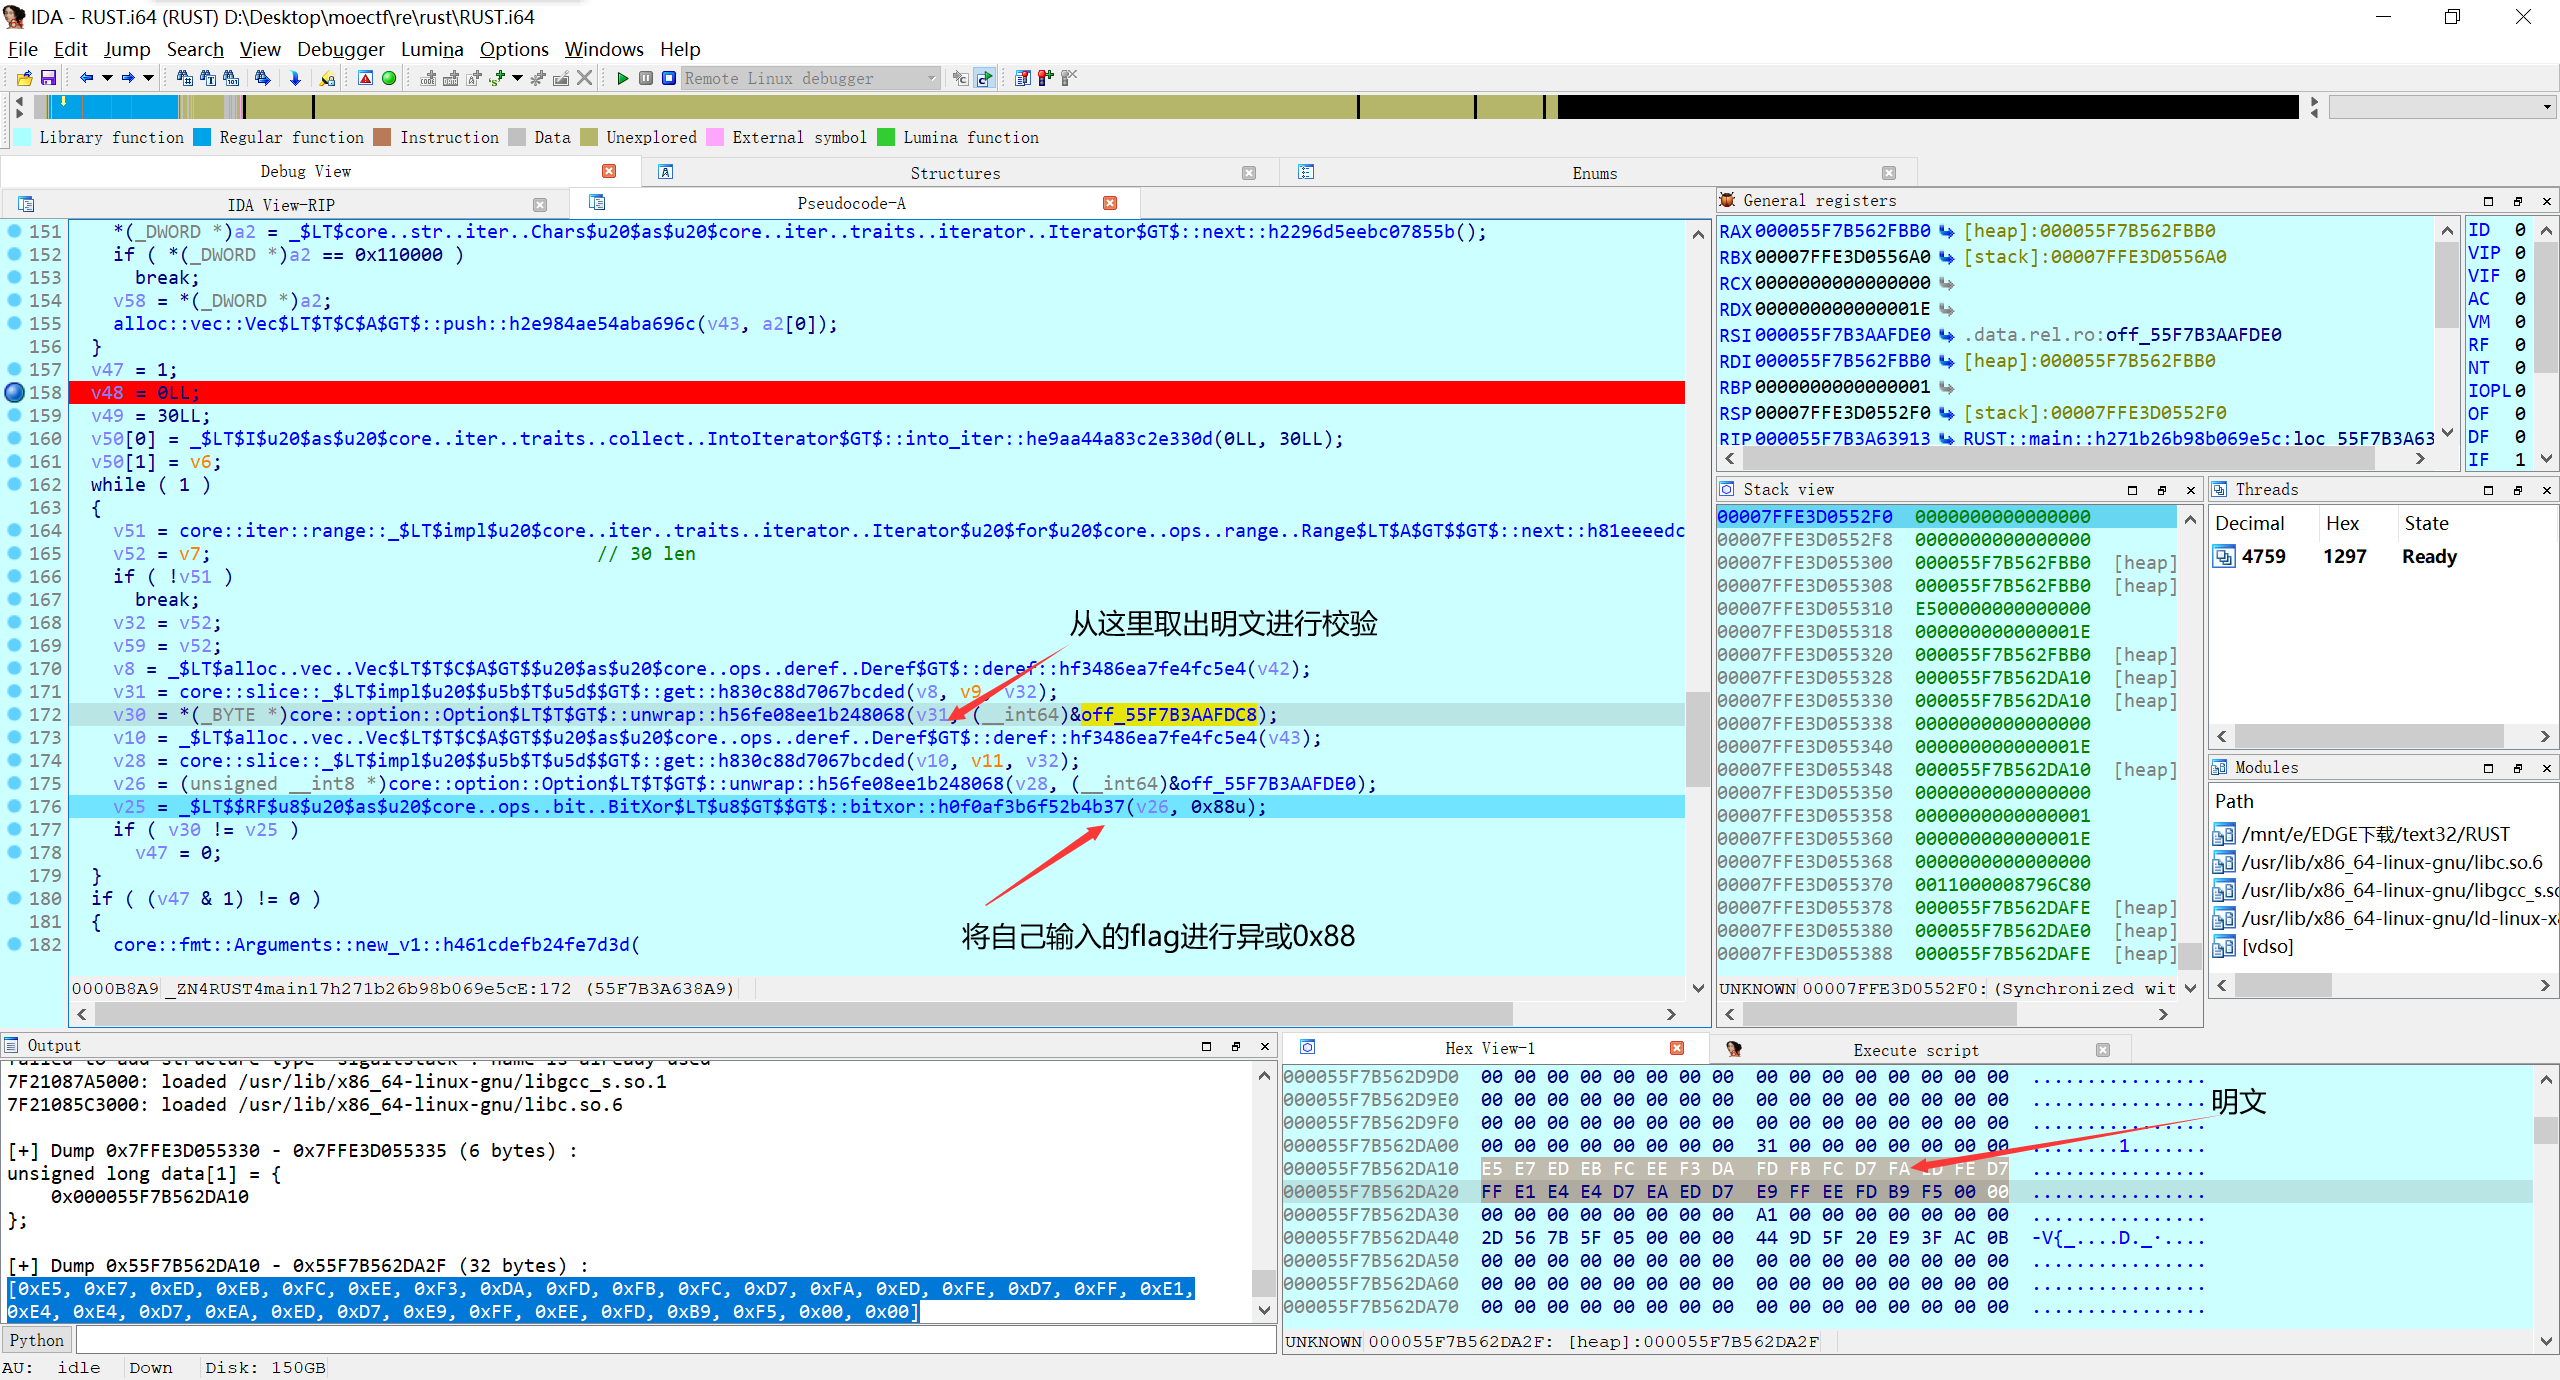 IDA - RUST.i64 (RUST) D:\Desktop\moectf\re\rust\RUST.i64
File Edit Jump Search View Debugger Lumina Options Windows Help
Remote Linux debugger
Library function Regular function Instruction Data Unexplored External symbol Lumina function
Debug View Structures Enums
IDA View-RIP Pseudocode-A
151 *(_DWORD *)a2 = _$LT$core..str..iter..Chars$u20$as$u20$core..iter..traits..iterator..Iterator$GT$::next::h2296d5eebc07855b();
152 if ( *(_DWORD *)a2 == 0x110000 )
153 break;
154 v58 = *(_DWORD *)a2;
155 alloc::vec::Vec$LT$T$C$A$GT$::push::h2e984ae54aba696c(v43, a2[0]);
156 }
157 v47 = 1;
158 v48 = 0LL;
159 v49 = 30LL;
160 v50[0] = _$LT$I$u20$as$u20$core..iter..traits..collect..IntoIterator$GT$::into_iter::he9aa44a83c2e330d(0LL, 30LL);
161 v50[1] = v6;
162 while ( 1 )
163 {
164 v51 = core::iter::range::_$LT$impl$u20$core..iter..traits..iterator..Iterator$u20$for$u20$core..ops..range..Range$LT$A$GT$$GT$::next::h81eeeedc
165 v52 = v7; // 30 len
166 if ( !v51 )
167 break;
168 v32 = v52;
169 v59 = v52;
170 v8 = _$LT$alloc..vec..Vec$LT$T$C$A$GT$$u20$as$u20$core..ops..deref..Deref$GT$::deref::hf3486ea7fe4fc5e4(v42);
171 v31 = core::slice::_$LT$impl$u20$$u5b$T$u5d$$GT$::get::h830c88d7067bcded(v8, v9, v32);
172 v30 = *(_BYTE *)core::option::Option$LT$T$GT$::unwrap::h56fe08ee1b248068(v31, (__int64)&off_55F7B3AAFDC8);
173 v10 = _$LT$alloc..vec..Vec$LT$T$C$A$GT$$u20$as$u20$core..ops..deref..Deref$GT$::deref::hf3486ea7fe4fc5e4(v43);
174 v28 = core::slice::_$LT$impl$u20$$u5b$T$u5d$$GT$::get::h830c88d7067bcded(v10, v11, v32);
175 v26 = (unsigned __int8 *)core::option::Option$LT$T$GT$::unwrap::h56fe08ee1b248068(v28, (__int64)&off_55F7B3AAFDE0);
176 v25 = _$LT$$RF$u8$u20$as$u20$core..ops..bit..BitXor$LT$u8$GT$$GT$::bitxor::h0f0af3b6f52b4b37(v26, 0x88u);
177 if ( v30 != v25 )
178 v47 = 0;
179 }
180 if ( (v47 & 1) != 0 )
181 {
182 core::fmt::Arguments::new_v1::h461cdefb24fe7d3d(
从这里取出明文进行校验
将自己输入的flag进行异或0x88
0000B8A9 _ZN4RUST4main17h271b26b98b069e5cE:172 (55F7B3A638A9)
General registers
RAX 000055F7B562FBB0 [heap]:000055F7B562FBB0
RBX 00007FFE3D0556A0 [stack]:00007FFE3D0556A0
RCX 0000000000000000
RDX 000000000000001E
RSI 000055F7B3AAFDE0 .data.rel.ro:off_55F7B3AAFDE0
RDI 000055F7B562FBB0 [heap]:000055F7B562FBB0
RBP 0000000000000001
RSP 00007FFE3D0552F0 [stack]:00007FFE3D0552F0
RIP 000055F7B3A63913 RUST::main::h271b26b98b069e5c:loc_55F7B3A63
ID 0
VIP 0
VIF 0
AC 0
VM 0
RF 0
NT 0
IOPL 0
OF 0
DF 0
IF 1
Stack view
00007FFE3D0552F0 0000000000000000
00007FFE3D0552F8 0000000000000000
00007FFE3D055300 000055F7B562FBB0 [heap]
00007FFE3D055308 000055F7B562FBB0 [heap]
00007FFE3D055310 E500000000000000
00007FFE3D055318 000000000000001E
00007FFE3D055320 000055F7B562FBB0 [heap]
00007FFE3D055328 000055F7B562DA10 [heap]
00007FFE3D055330 000055F7B562DA10 [heap]
00007FFE3D055338 0000000000000000
00007FFE3D055340 000000000000001E
00007FFE3D055348 000055F7B562DA10 [heap]
00007FFE3D055350 0000000000000000
00007FFE3D055358 0000000000000001
00007FFE3D055360 000000000000001E
00007FFE3D055368 0000000000000000
00007FFE3D055370 0011000008796C80
00007FFE3D055378 000055F7B562DAFE [heap]
00007FFE3D055380 000055F7B562DAE0 [heap]
00007FFE3D055388 000055F7B562DAFE [heap]
UNKNOWN 00007FFE3D0552F0: (Synchronized wit
Threads
Decimal Hex State
4759 1297 Ready
Modules
Path
/mnt/e/EDGE下载/text32/RUST
/usr/lib/x86_64-linux-gnu/libc.so.6
/usr/lib/x86_64-linux-gnu/libgcc_s.so
/usr/lib/x86_64-linux-gnu/ld-linux-x
[vdso]
Output
7F21087A5000: loaded /usr/lib/x86_64-linux-gnu/libgcc_s.so.1
7F21085C3000: loaded /usr/lib/x86_64-linux-gnu/libc.so.6
[+] Dump 0x7FFE3D055330 - 0x7FFE3D055335 (6 bytes) :
unsigned long data[1] = {
0x000055F7B562DA10
};
[+] Dump 0x55F7B562DA10 - 0x55F7B562DA2F (32 bytes) :
[0xE5, 0xE7, 0xED, 0xEB, 0xFC, 0xEE, 0xF3, 0xDA, 0xFD, 0xFB, 0xFC, 0xD7, 0xFA, 0xED, 0xFE, 0xD7, 0xFF, 0xE1,
0xE4, 0xE4, 0xD7, 0xEA, 0xED, 0xD7, 0xE9, 0xFF, 0xEE, 0xFD, 0xB9, 0xF5, 0x00, 0x00]
Python
Hex View-1 Execute script
000055F7B562D9D0 00 00 00 00 00 00 00 00 00 00 00 00 00 00 00 00 ................
000055F7B562D9E0 00 00 00 00 00 00 00 00 00 00 00 00 00 00 00 00 ................
000055F7B562D9F0 00 00 00 00 00 00 00 00 00 00 00 00 00 00 00 00 ................
000055F7B562DA00 00 00 00 00 00 00 00 00 31 00 00 00 00 00 00 00 ........1.......
000055F7B562DA10 E5 E7 ED EB FC EE F3 DA FD FB FC D7 FA FE D7 ................
000055F7B562DA20 FF E1 E4 E4 D7 EA ED D7 E9 FF EE FD B9 F5 00 00 ................
000055F7B562DA30 00 00 00 00 00 00 00 00 A1 00 00 00 00 00 00 00 ................
000055F7B562DA40 2D 56 7B 5F 05 00 00 00 44 9D 5F 20 E9 3F AC 0B -V{_....D._.....
000055F7B562DA50 00 00 00 00 00 00 00 00 00 00 00 00 00 00 00 00 ................
000055F7B562DA60 00 00 00 00 00 00 00 00 00 00 00 00 00 00 00 00 ................
000055F7B562DA70 00 00 00 00 00 00 00 00 00 00 00 00 00 00 00 00 ................
明文
UNKNOWN 000055F7B562DA2F: [heap]:000055F7B562DA2F
AU: idle Down Disk: 150GB